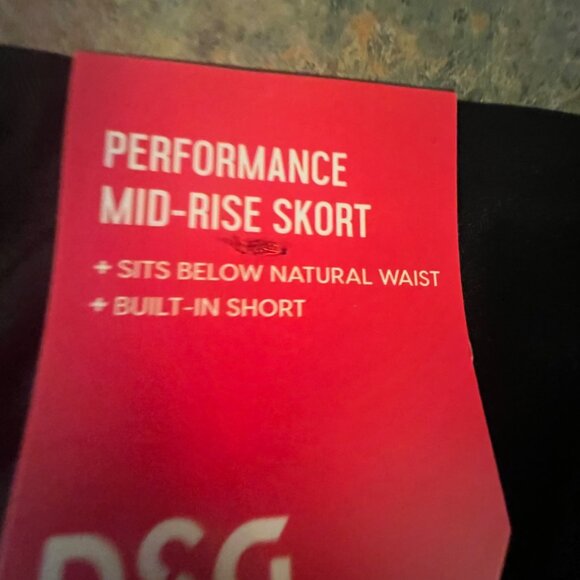 PERFORMANCE
MID-RISE SKORT
+ SITS BELOW NATURAL WAIST
+ BUILT-IN SHORT